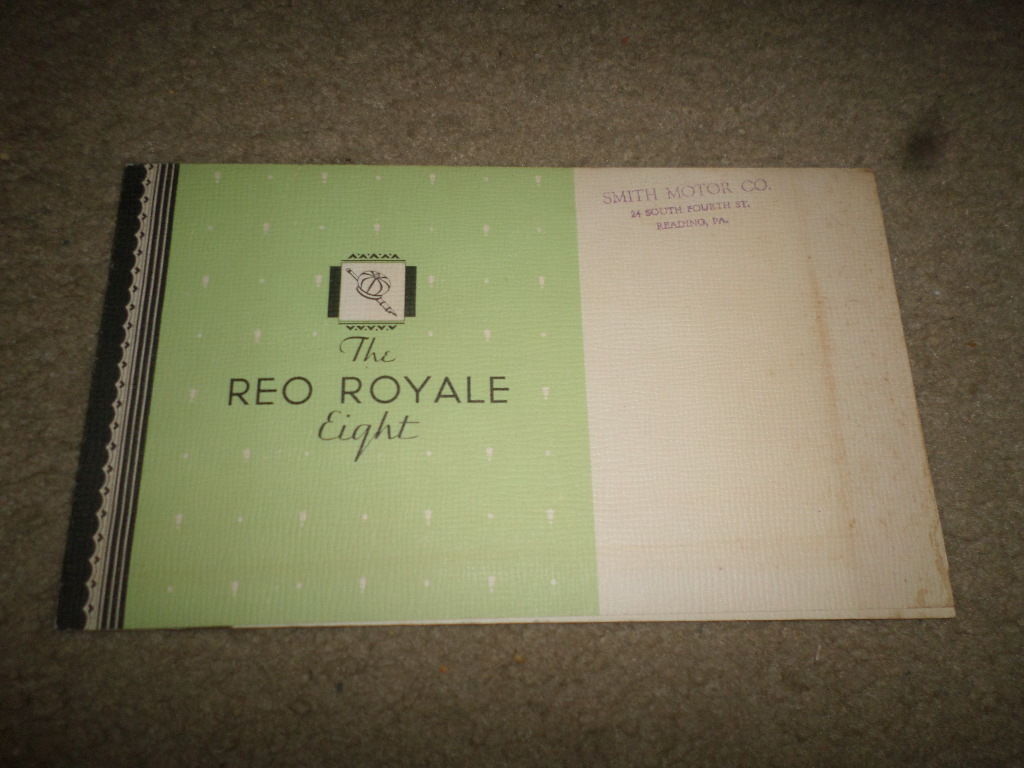 The
REO ROYALE
Eight
SMITH MOTOR CO.
24 SOUTH FOURTH ST.
READING, PA.